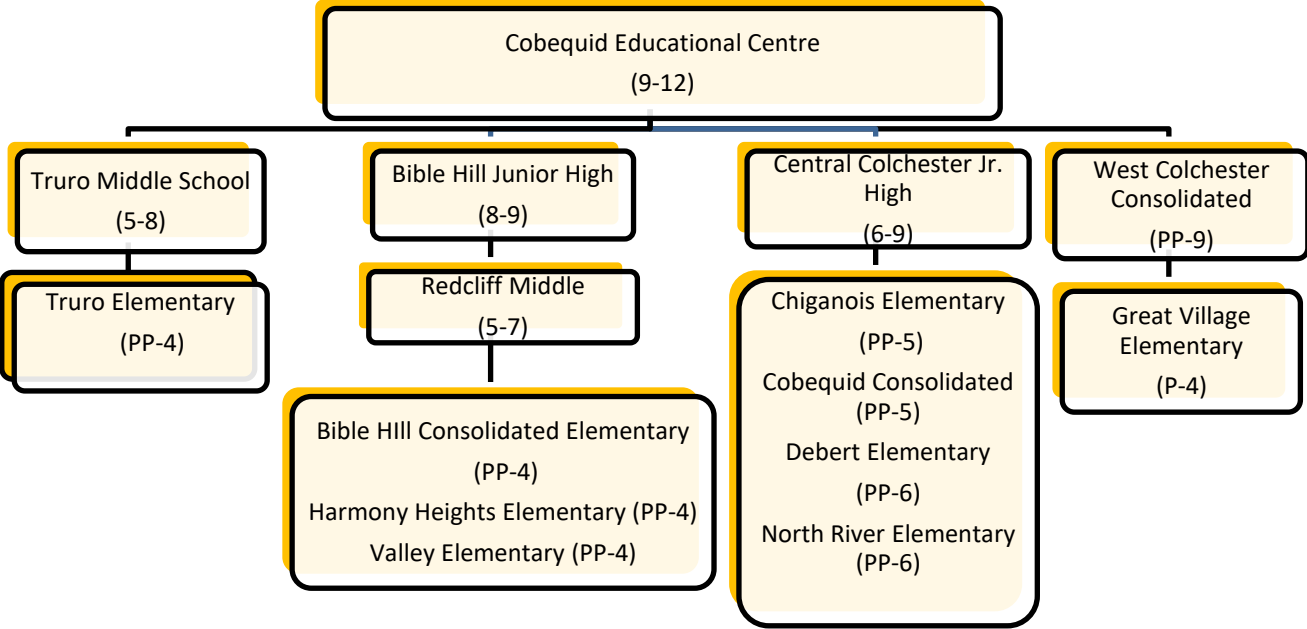 Cobequid Educational Centre
(9-12)
Truro Middle School
(5-8)
Truro Elementary
(PP-4)
Bible Hill Junior High
(8-9)
Redcliff Middle
(5-7)
Bible HIll Consolidated Elementary
(PP-4)
Harmony Heights Elementary (PP-4)
Valley Elementary (PP-4)
Central Colchester Jr.
High
(6-9)
Chiganois Elementary
(PP-5)
Cobequid Consolidated
(PP-5)
Debert Elementary
(PP-6)
North River Elementary
(PP-6)
West Colchester
Consolidated
(PP-9)
Great Village
Elementary
(P-4)